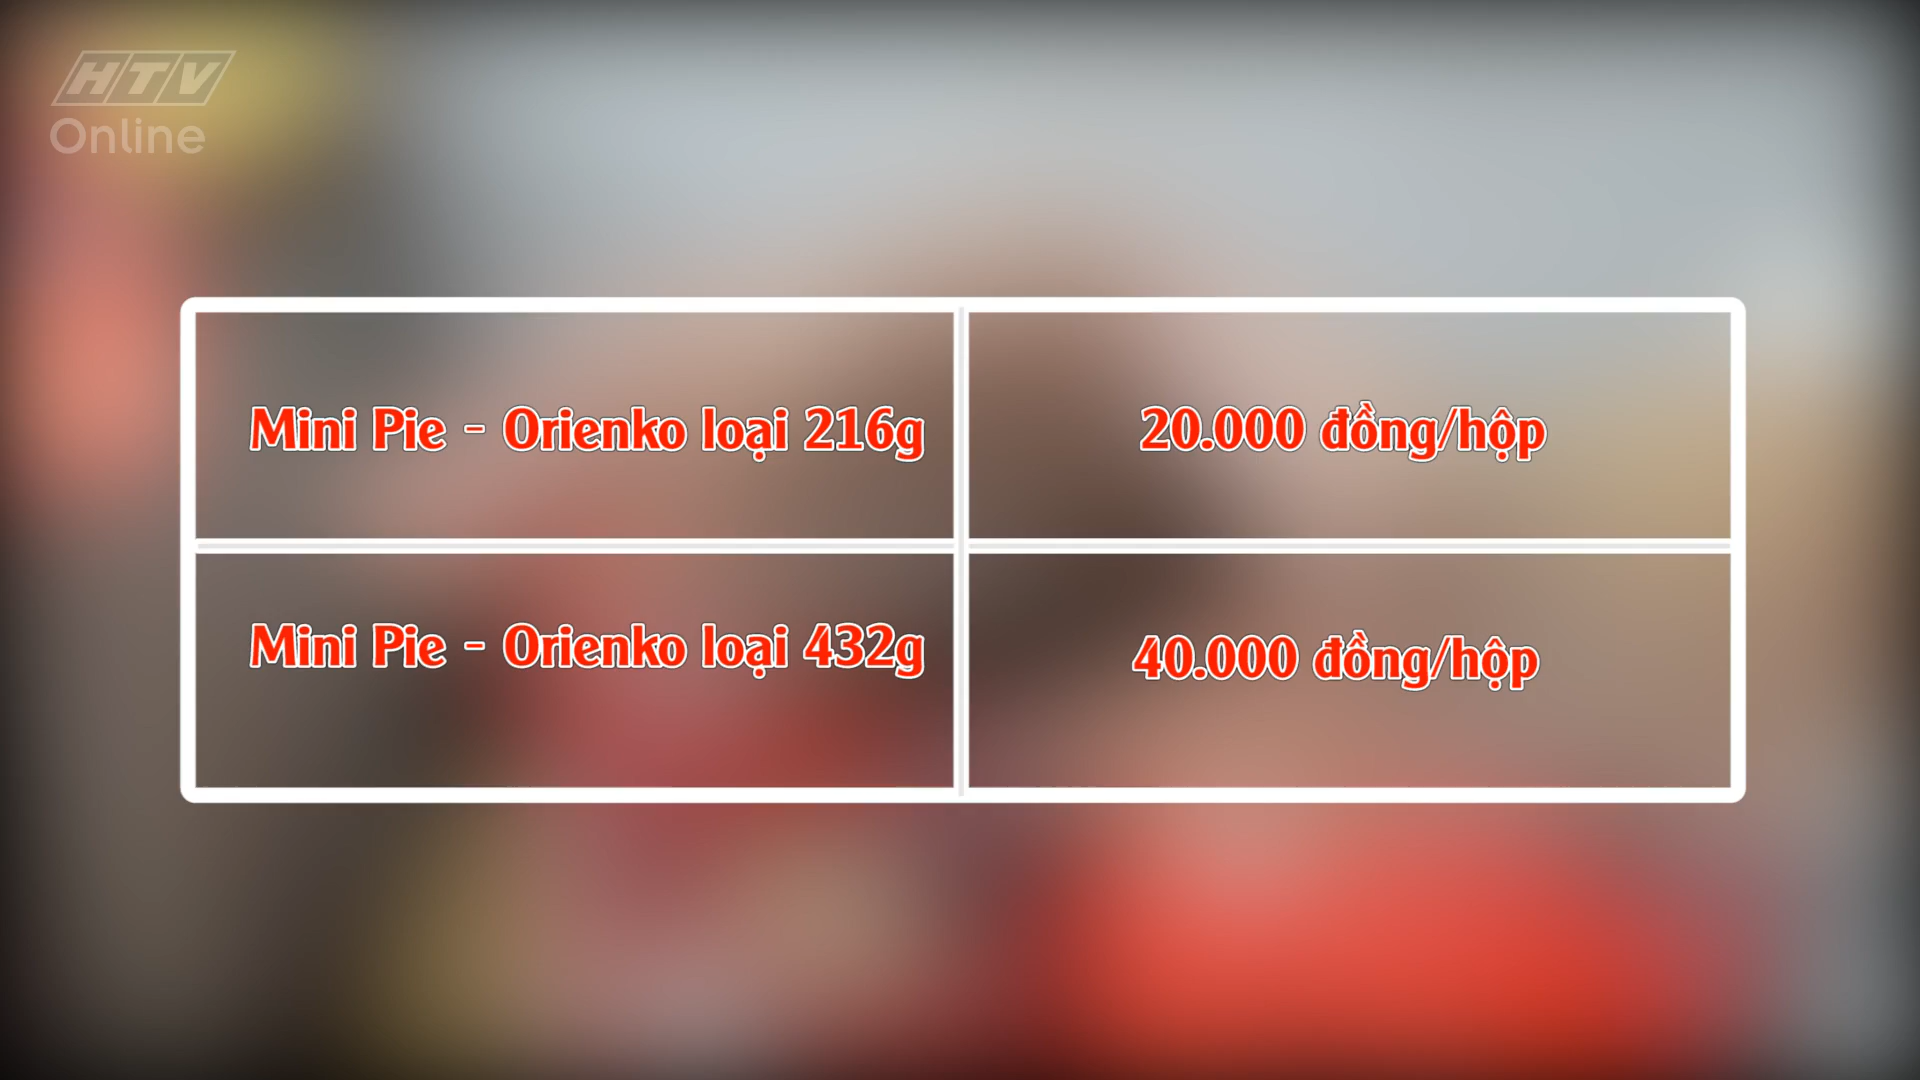 HTV
Online
Mini Pie - Orienko loại 216g
20.000 đồng/hộp
Mini Pie - Orienko loại 432g
40.000 đồng/hộp